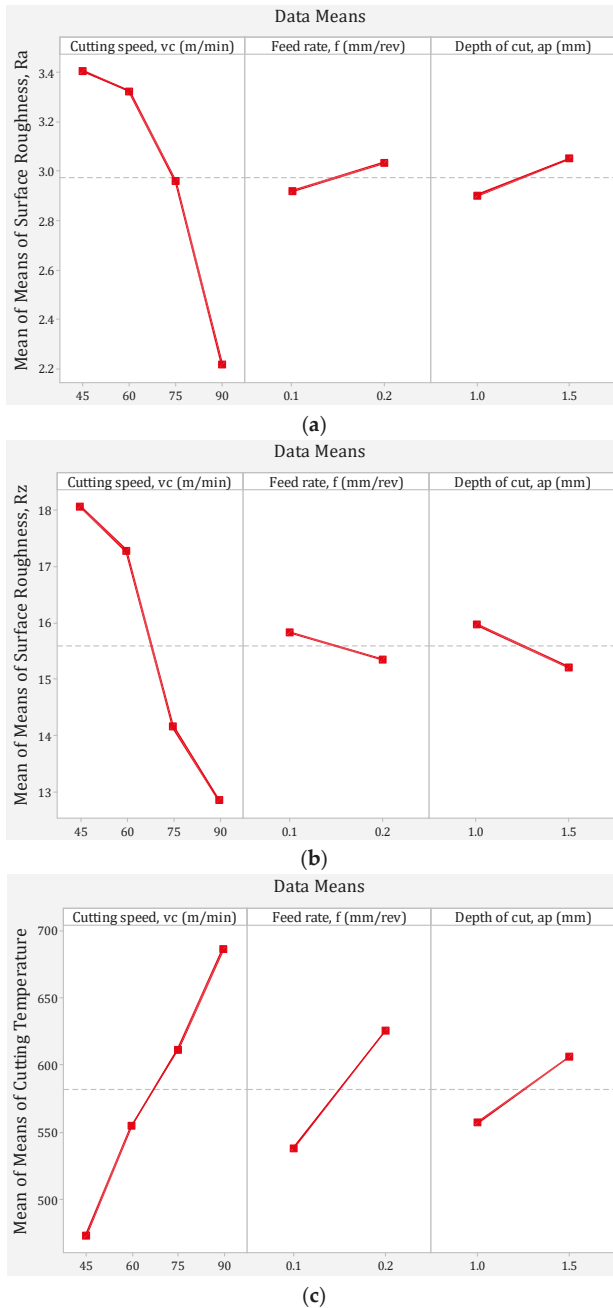 Data Means
Cutting speed, vc (m/min) Feed rate, f (mm/rev) Depth of cut, ap (mm)
Mean of Means of Surface Roughness, Ra
3.4
3.2
3.0
2.8
2.6
2.4
2.2
45 60 75 90 0.1 0.2 1.0 1.5
(a)
Data Means
Cutting speed, vc (m/min) Feed rate, f (mm/rev) Depth of cut, ap (mm)
Mean of Means of Surface Roughness, Rz
18
17
16
15
14
13
45 60 75 90 0.1 0.2 1.0 1.5
(b)
Data Means
Cutting speed, vc (m/min) Feed rate, f (mm/rev) Depth of cut, ap (mm)
Mean of Means of Cutting Temperature
700
650
600
550
500
45 60 75 90 0.1 0.2 1.0 1.5
(c)